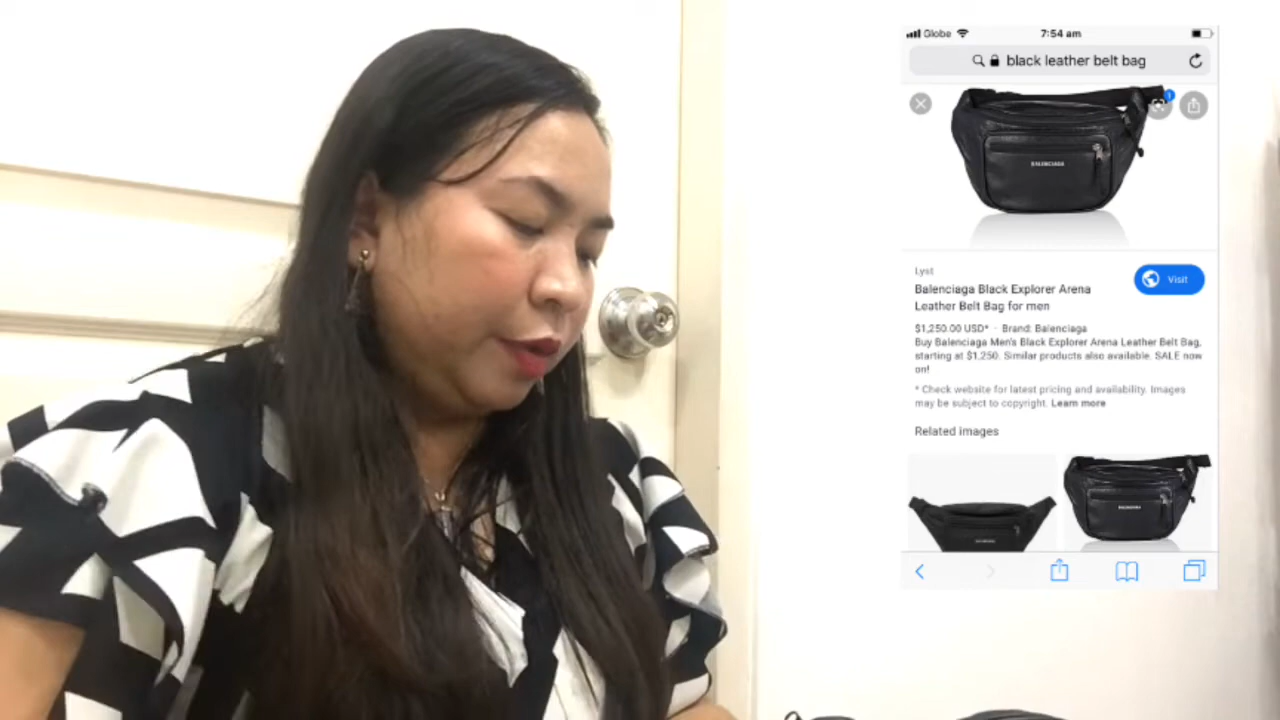 Globe
7:54 am
black leather belt bag
1
BALENCIAGA
Lyst
Visit
Balenciaga Black Explorer Arena
Leather Belt Bag for men
$1,250.00 USD* · Brand: Balenciaga
Buy Balenciaga Men's Black Explorer Arena Leather Belt Bag,
starting at $1,250. Similar products also available. SALE now
on!
* Check website for latest pricing and availability. Images
may be subject to copyright. Learn more
Related images
BALENCIAGA
BALENCIAGA